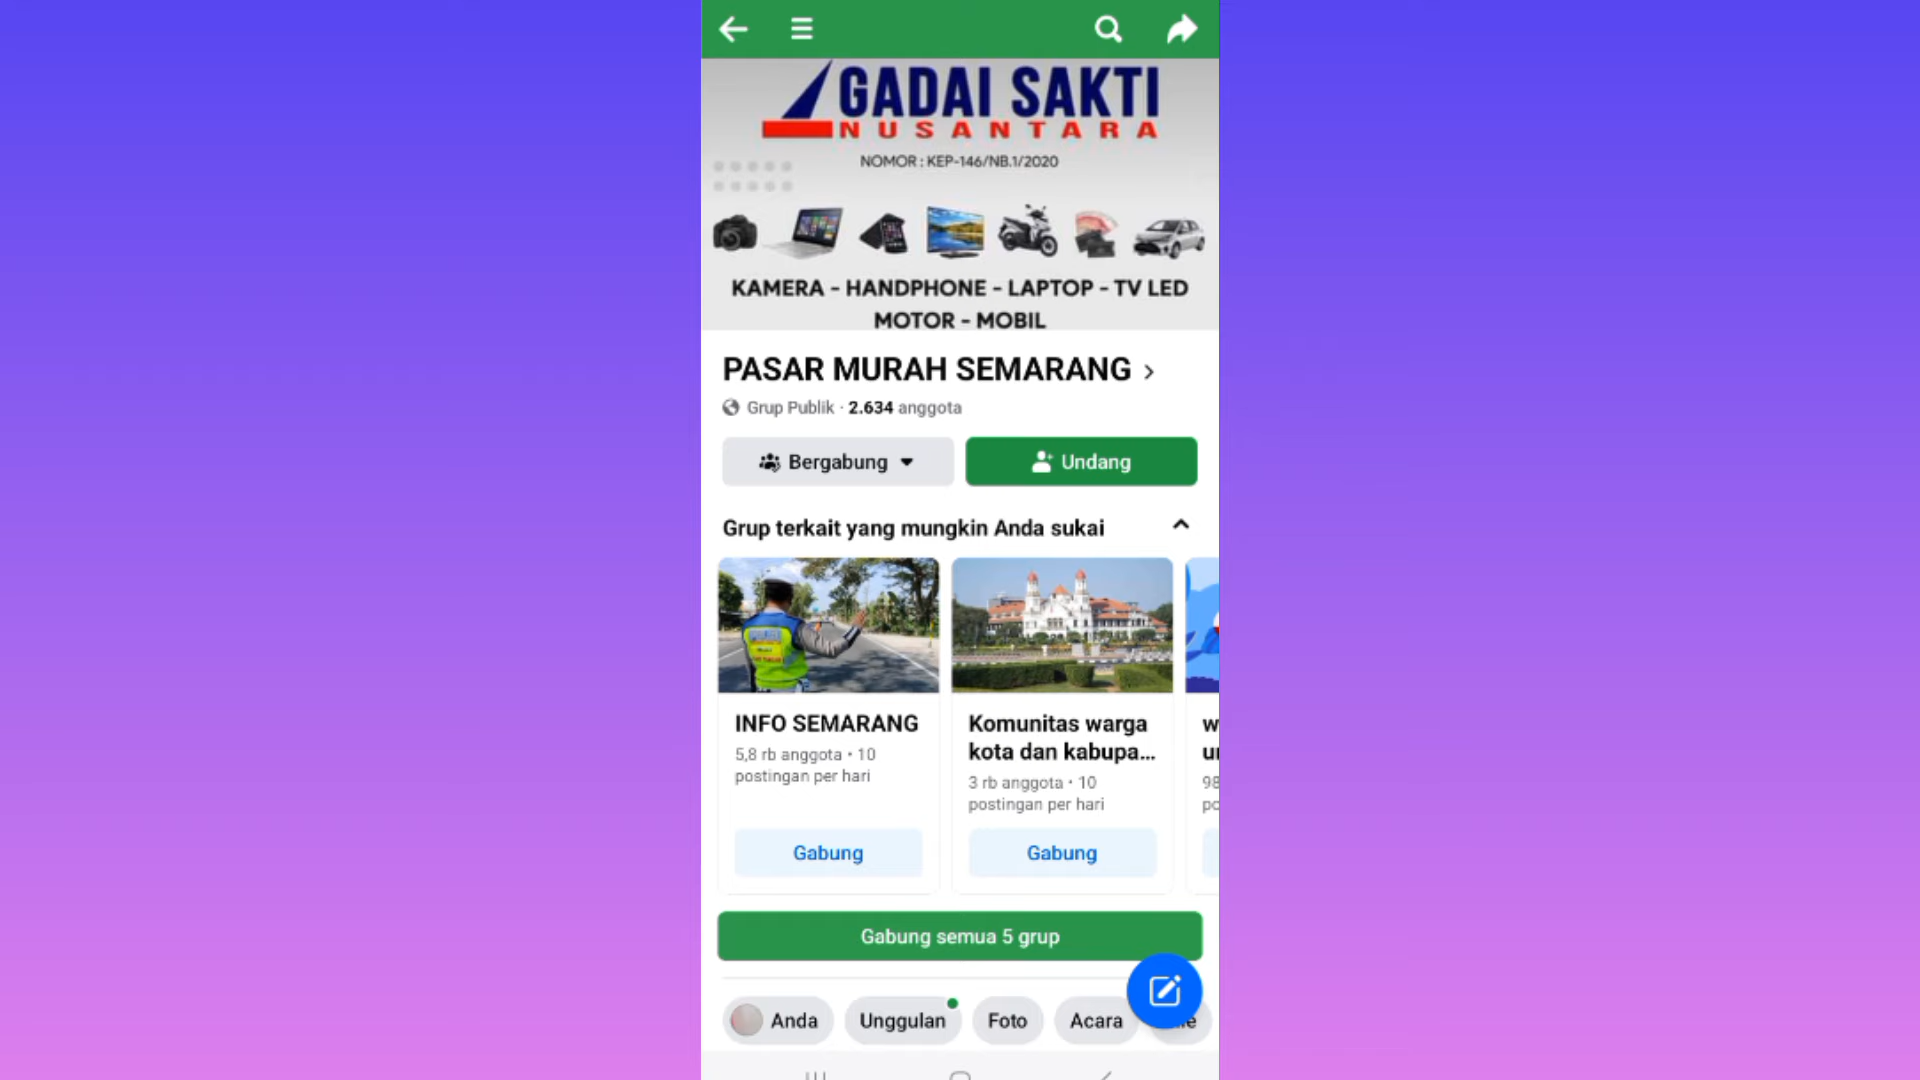 GADAI SAKTI
NUSANTARA
NOMOR : KEP-146/NB.1/2020
KAMERA - HANDPHONE - LAPTOP - TV LED
MOTOR - MOBIL
PASAR MURAH SEMARANG
Grup Publik · 2.634 anggota
Bergabung
Undang
Grup terkait yang mungkin Anda sukai
INFO SEMARANG
5,8 rb anggota • 10
postingan per hari
Gabung
Komunitas warga
kota dan kabupa...
3 rb anggota • 10
postingan per hari
Gabung
Gabung semua 5 grup
Anda
Unggulan
Foto
Acara